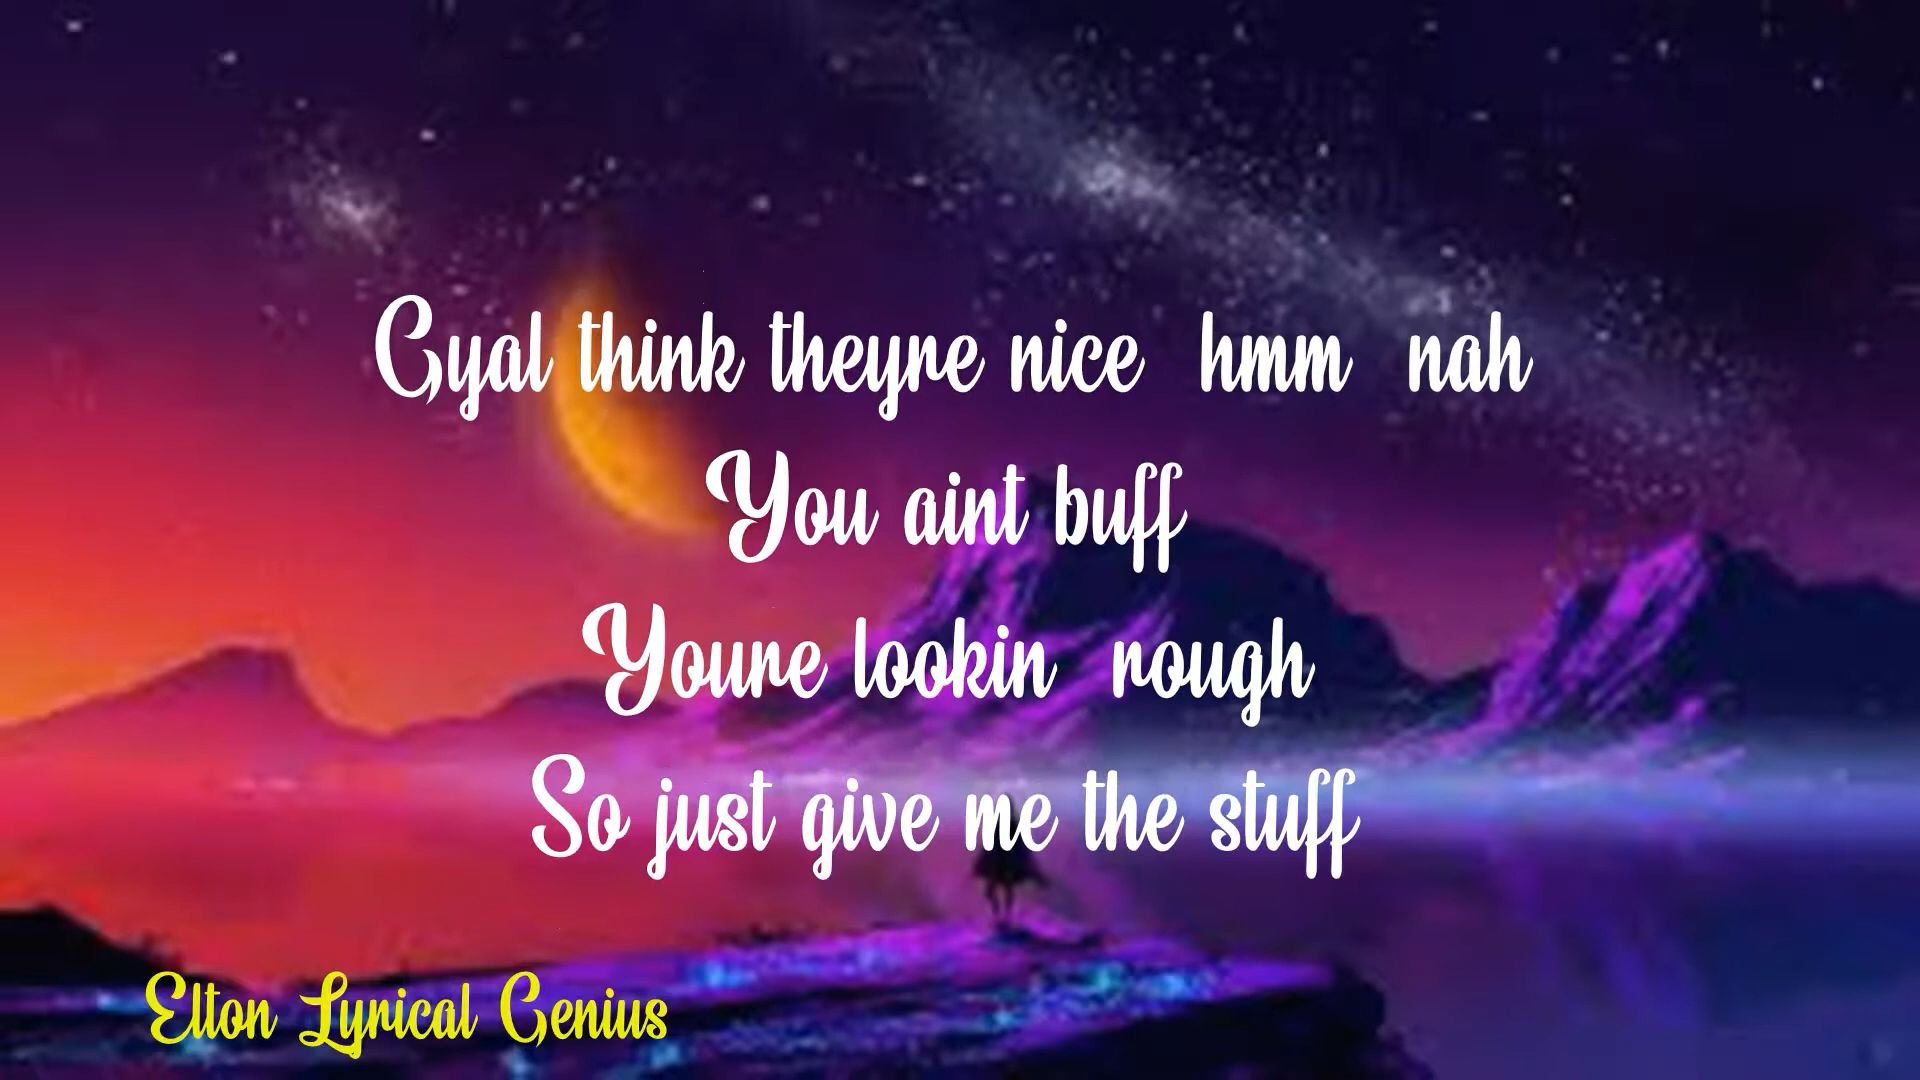 Gyal think theyre nice hmm nah
You aint buff
Youre lookin rough
So just give me the stuff
Elton Lyrical Genius